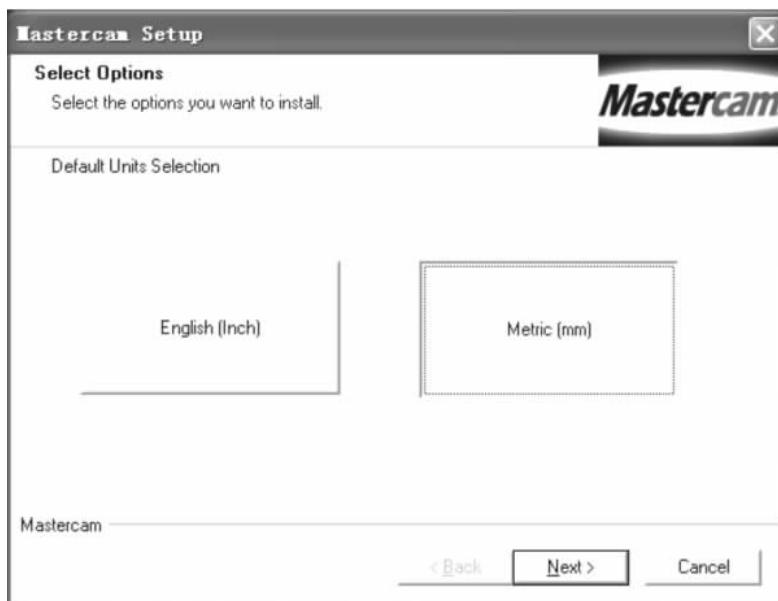 Mastercam Setup
Select Options
Select the options you want to install.
Mastercam
Default Units Selection
English (Inch)
Metric (mm)
Mastercam
< Back
Next >
Cancel